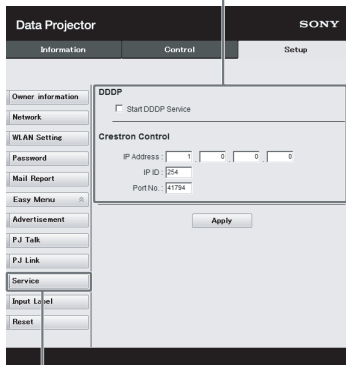 Data Projector
SONY
Information
Control
Setup
Owner information
Network
WLAN Setting
Password
Mail Report
Easy Menu
Advertisement
PJ Talk
PJ Link
Service
Input Label
Reset
DDDP
Start DDDP Service
Crestron Control
IP Address : 1 . 0 . 0 . 0
IP ID : 254
Port No. : 41794
Apply